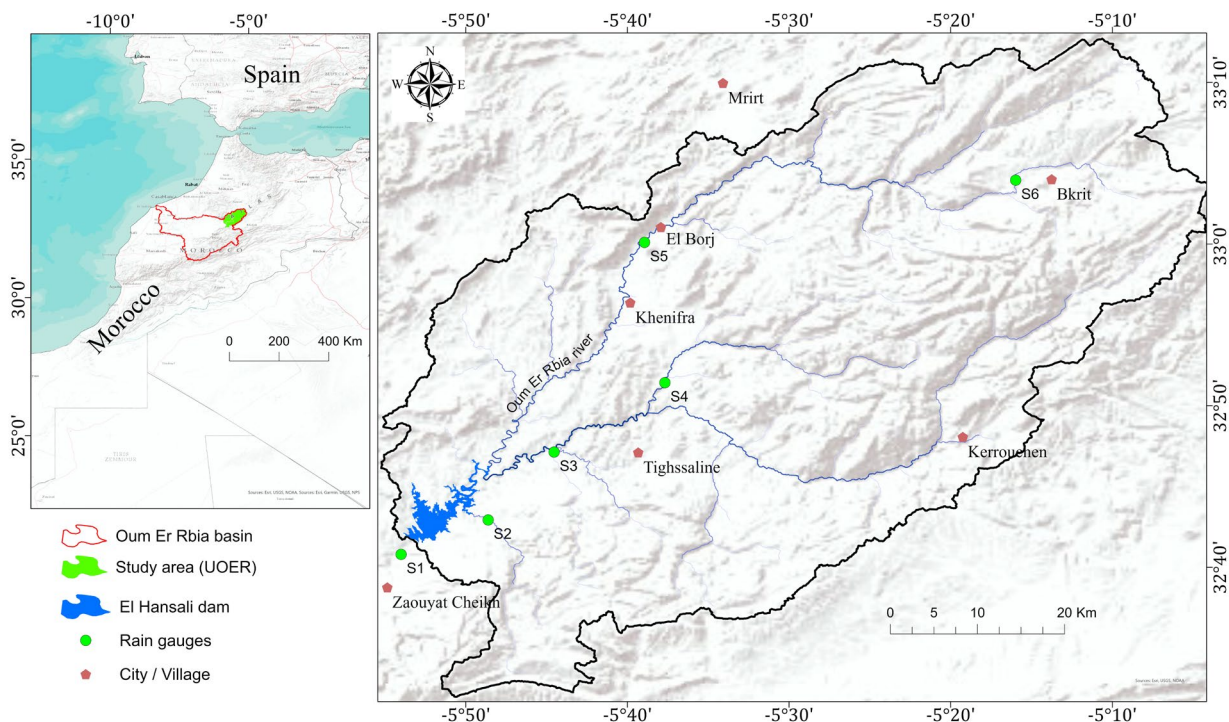 -10°0' -5°0'
-5°50' -5°40' -5°30' -5°20' -5°10'
35°0'
30°0'
25°0'
Spain
Rabat
Casablanca
MOROCCO
Morocco
0 200 400 Km
Oum Er Rbia basin
Study area (UOER)
El Hansali dam
Rain gauges
City / Village
N
W E
S
Mrirt
33°10'
S6 Bkrit
El Borj
S5
33°0'
Khenifra
Oum Er Rbia river
S4
32°50'
Kerrouchen
S3
Tighssaline
S2
S1
32°40'
Zaouyat Cheikh
0 5 10 20 Km
-5°50' -5°40' -5°30' -5°20' -5°10'